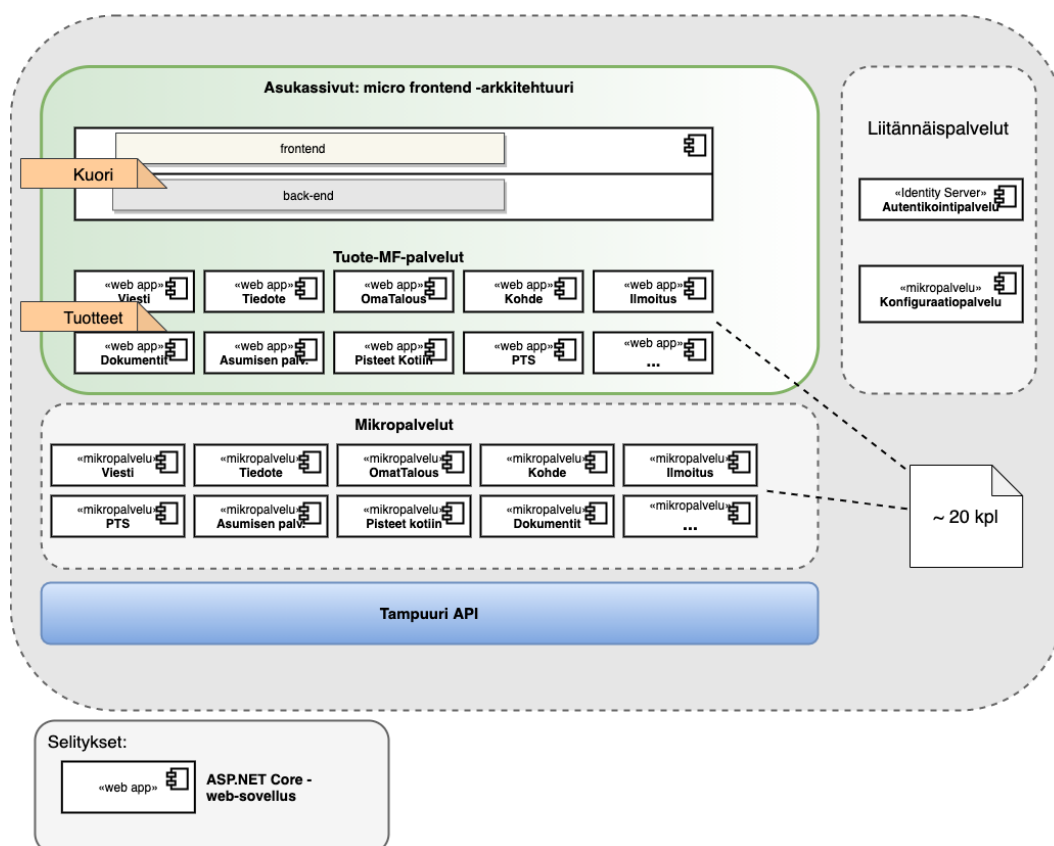 Asukassivut: micro frontend -arkkitehtuuri
frontend
Kuori
back-end
Tuote-MF-palvelut
«web app»
Viesti
«web app»
Tiedote
«web app»
OmaTalous
«web app»
Kohde
«web app»
Ilmoitus
Tuotteet
«web app»
Dokumentit
«web app»
Asumisen palv.
«web app»
Pisteet Kotiin
«web app»
PTS
«web app»
...
Mikropalvelut
«mikropalvelu»
Viesti
«mikropalvelu»
Tiedote
«mikropalvelu»
OmatTalous
«mikropalvelu»
Kohde
«mikropalvelu»
Ilmoitus
«mikropalvelu»
PTS
«mikropalvelu»
Asumisen palv.
«mikropalvelu»
Pisteet kotiin
«mikropalvelu»
Dokumentit
«mikropalvelu»
...
Tampuuri API
Liitännäispalvelut
«Identity Server»
Autentikointipalvelu
«mikropalvelu»
Konfiguraatiopalvelu
~ 20 kpl
Selitykset:
«web app»
ASP.NET Core -
web-sovellus